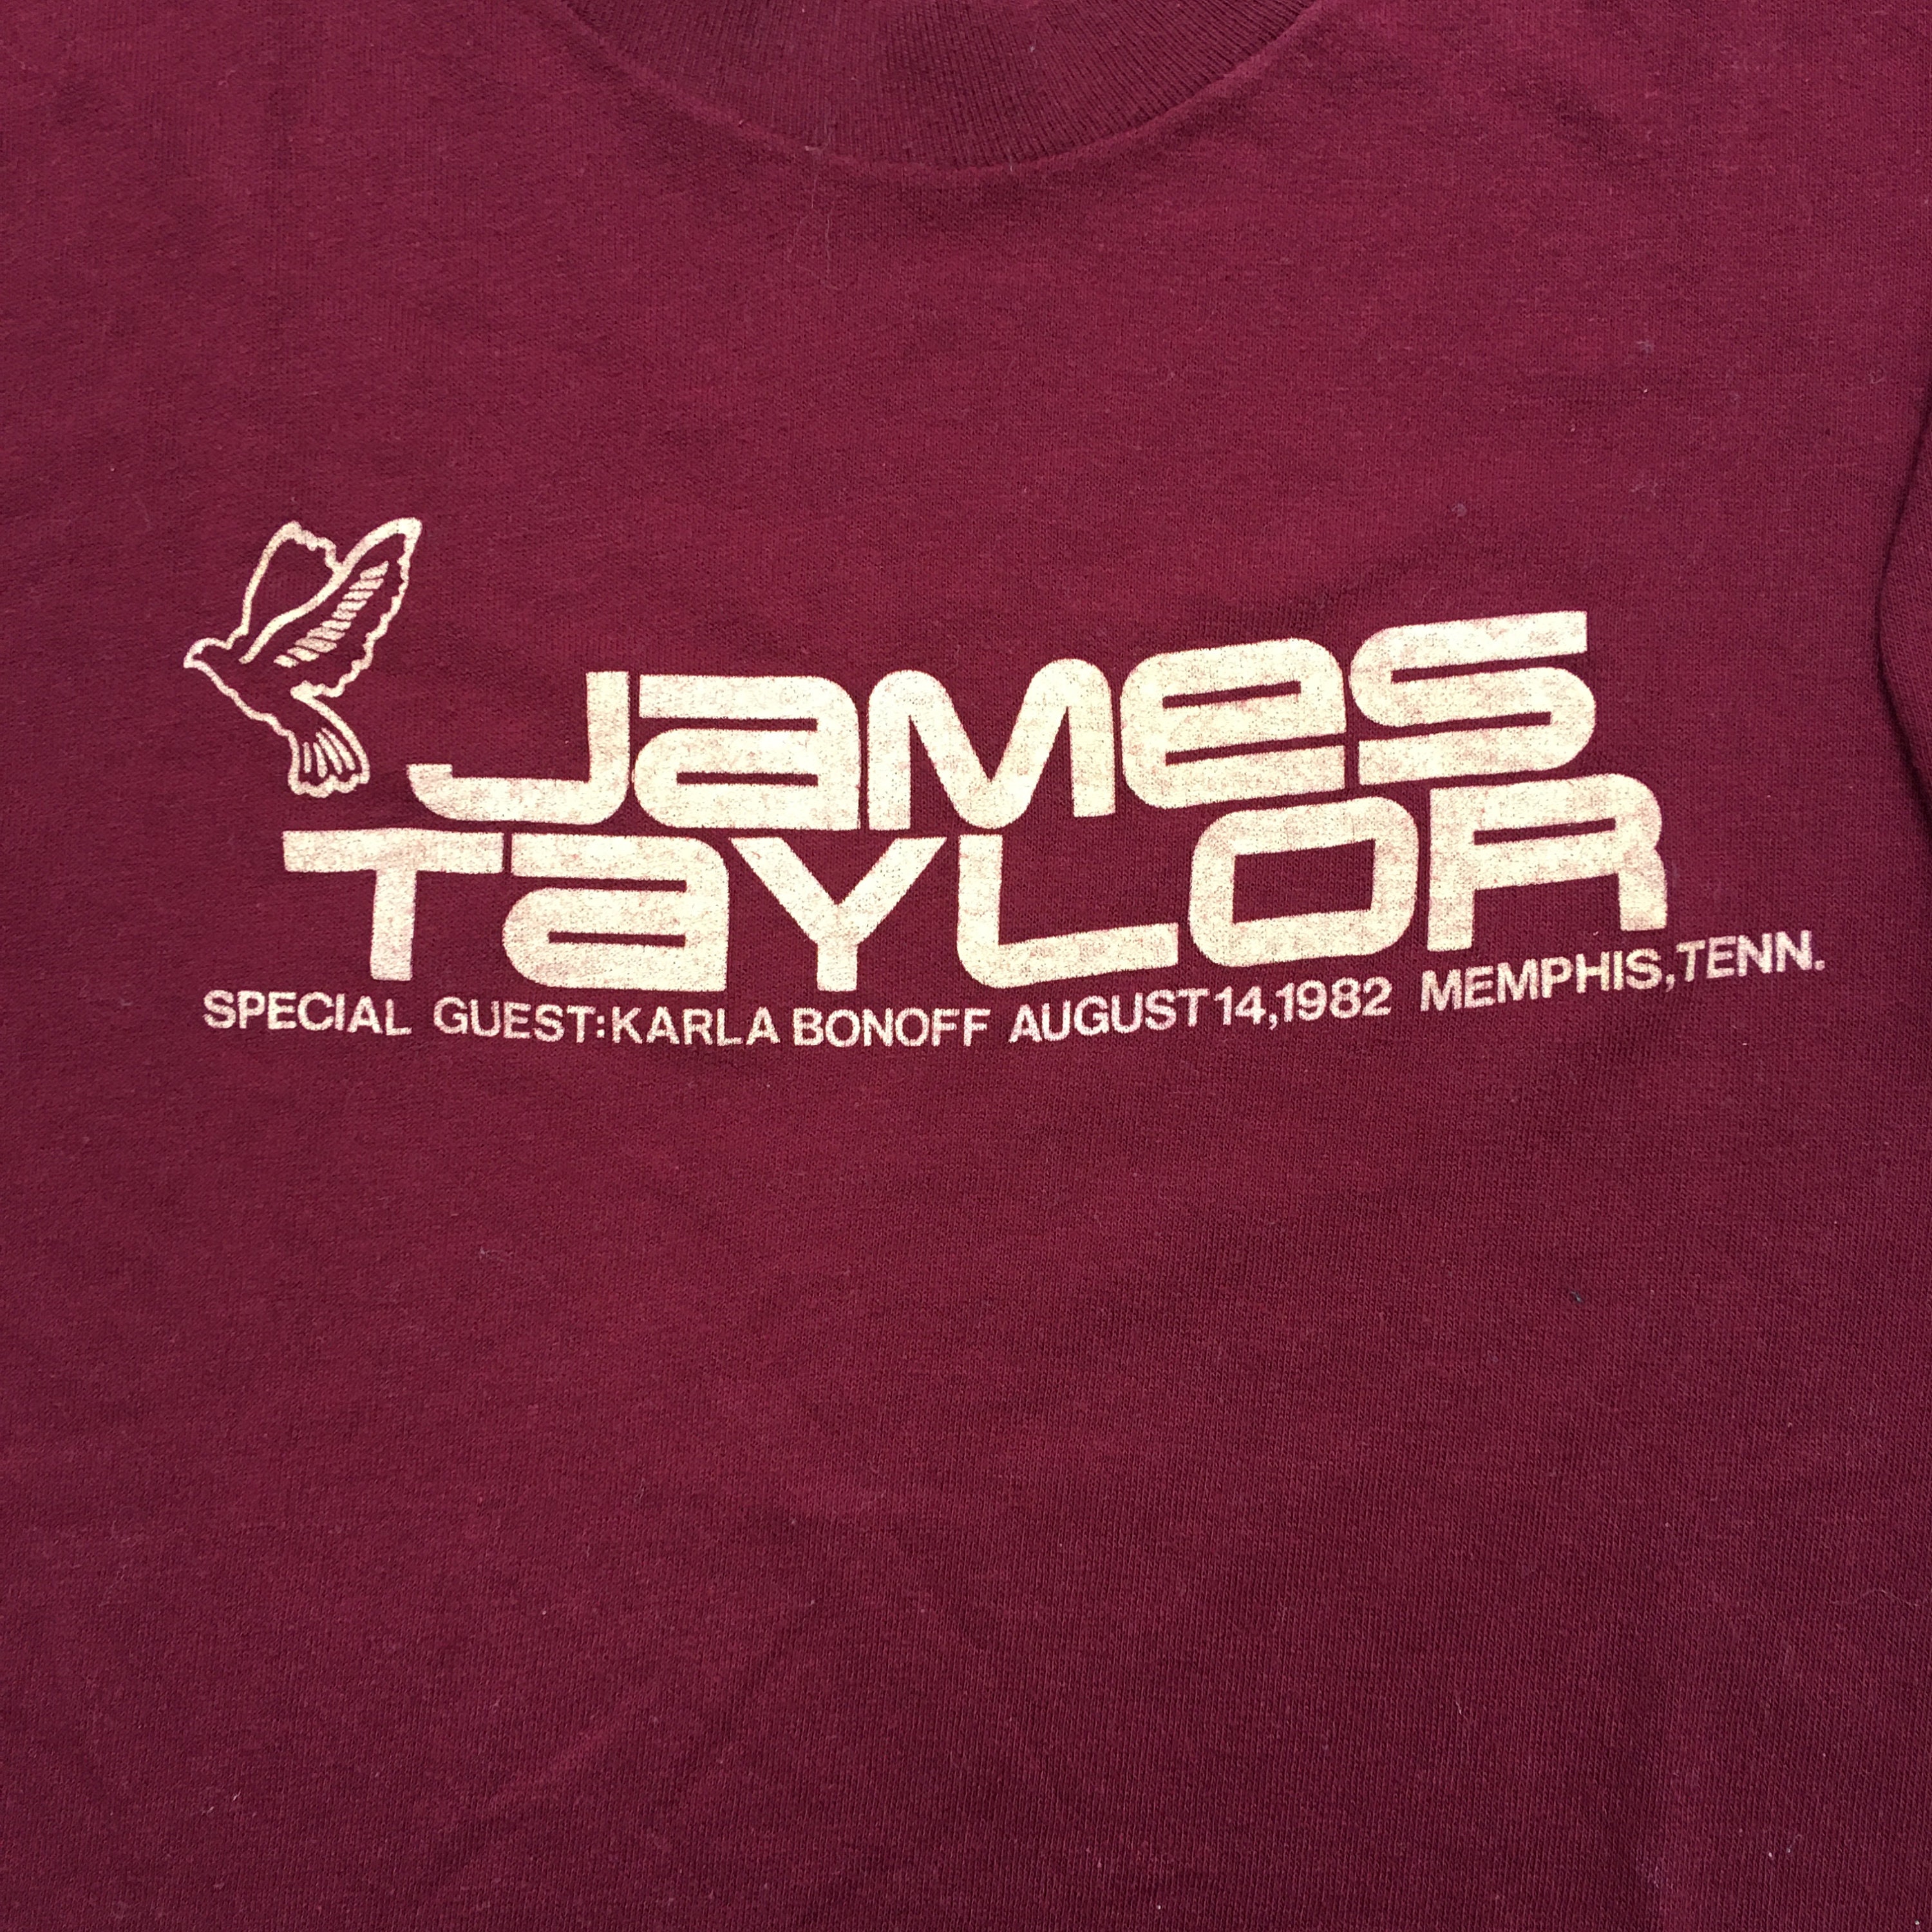 JaMes
TaYLOR
SPECIAL GUEST:KARLA BONOFF AUGUST 14,1982 MEMPHIS,TENN.